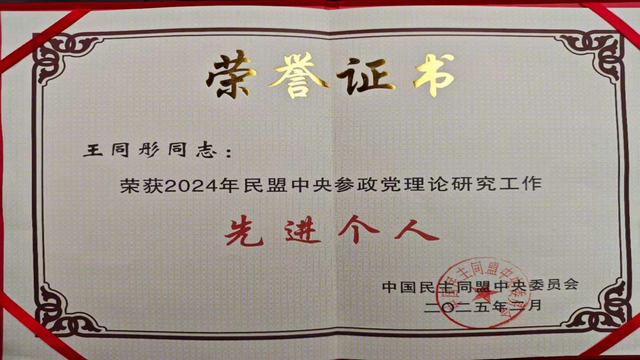 荣誉证书
王同彤同志：
荣获2024年民盟中央参政党理论研究工作
先进个人
中国民主同盟中央委员会
二〇二五年二月